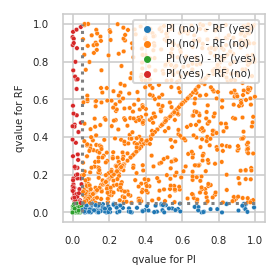 PI (no)  - RF (yes)
PI (no)  - RF (no)
PI (yes) - RF (yes)
PI (yes) - RF (no)
qvalue for RF
1.0
0.8
0.6
0.4
0.2
0.0
0.0 0.2 0.4 0.6 0.8 1.0
qvalue for PI